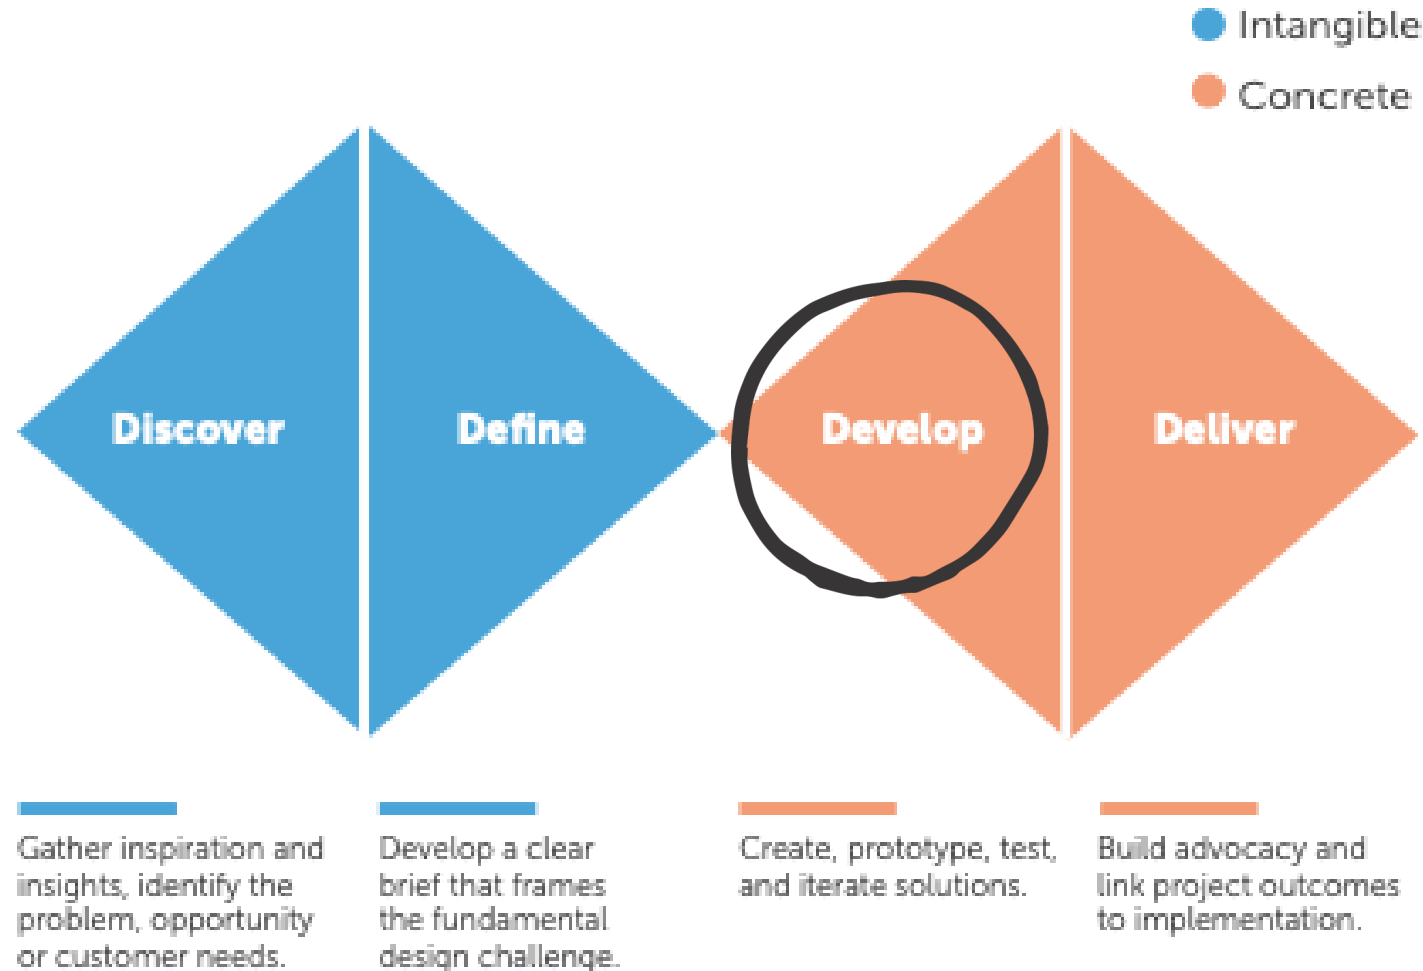 Intangible
Concrete
Discover
Define
Develop
Deliver
Gather inspiration and
insights, identify the
problem, opportunity
or customer needs.
Develop a clear
brief that frames
the fundamental
design challenge.
Create, prototype, test,
and iterate solutions.
Build advocacy and
link project outcomes
to implementation.